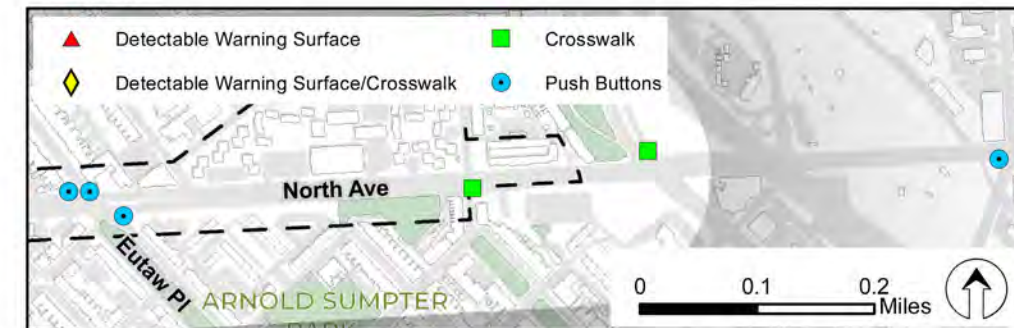 Detectable Warning Surface
Crosswalk
Detectable Warning Surface/Crosswalk
Push Buttons
North Ave
Eutaw Pl
ARNOLD SUMPTER
PARK
0 0.1 0.2
Miles